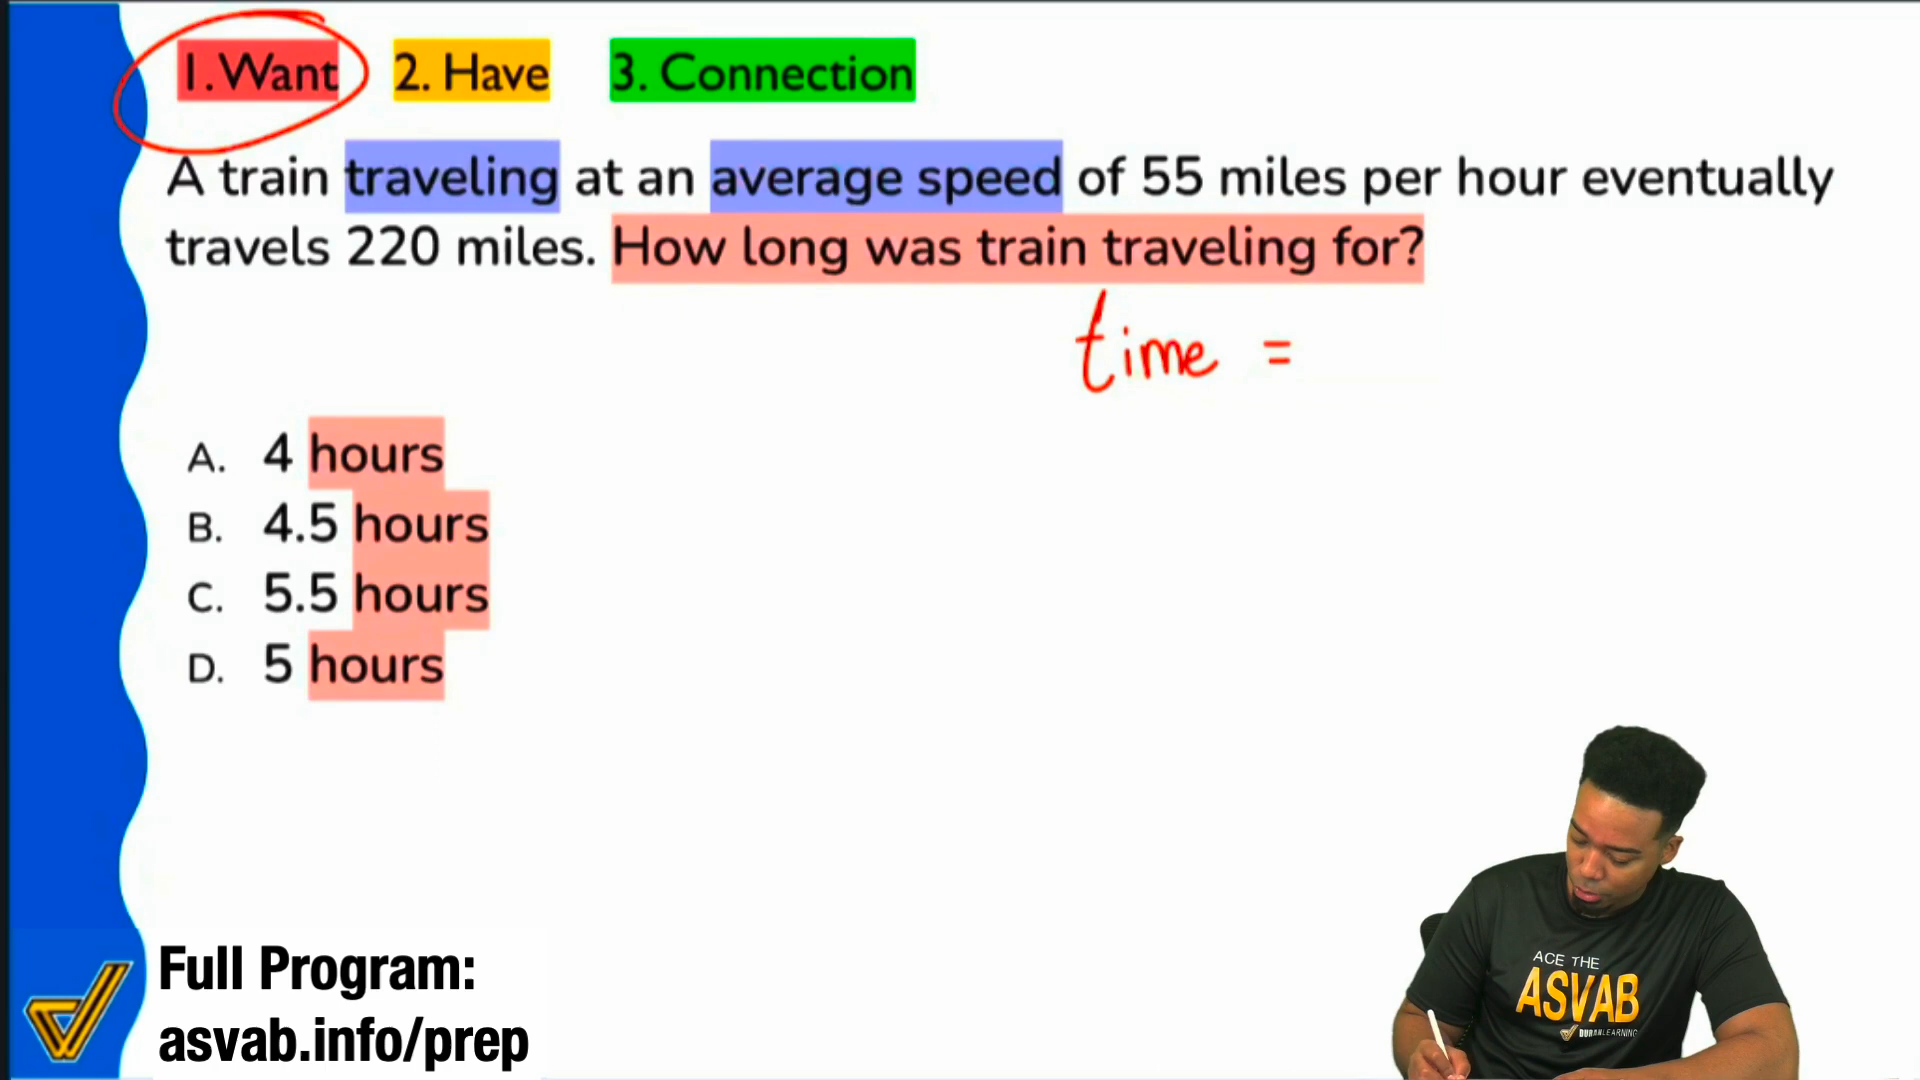 1. Want 2. Have 3. Connection
A train traveling at an average speed of 55 miles per hour eventually
travels 220 miles. How long was train traveling for?
time =
A. 4 hours
B. 4.5 hours
C. 5.5 hours
D. 5 hours
ACE THE
ASVAB
DURANLEARNING
Full Program:
asvab.info/prep